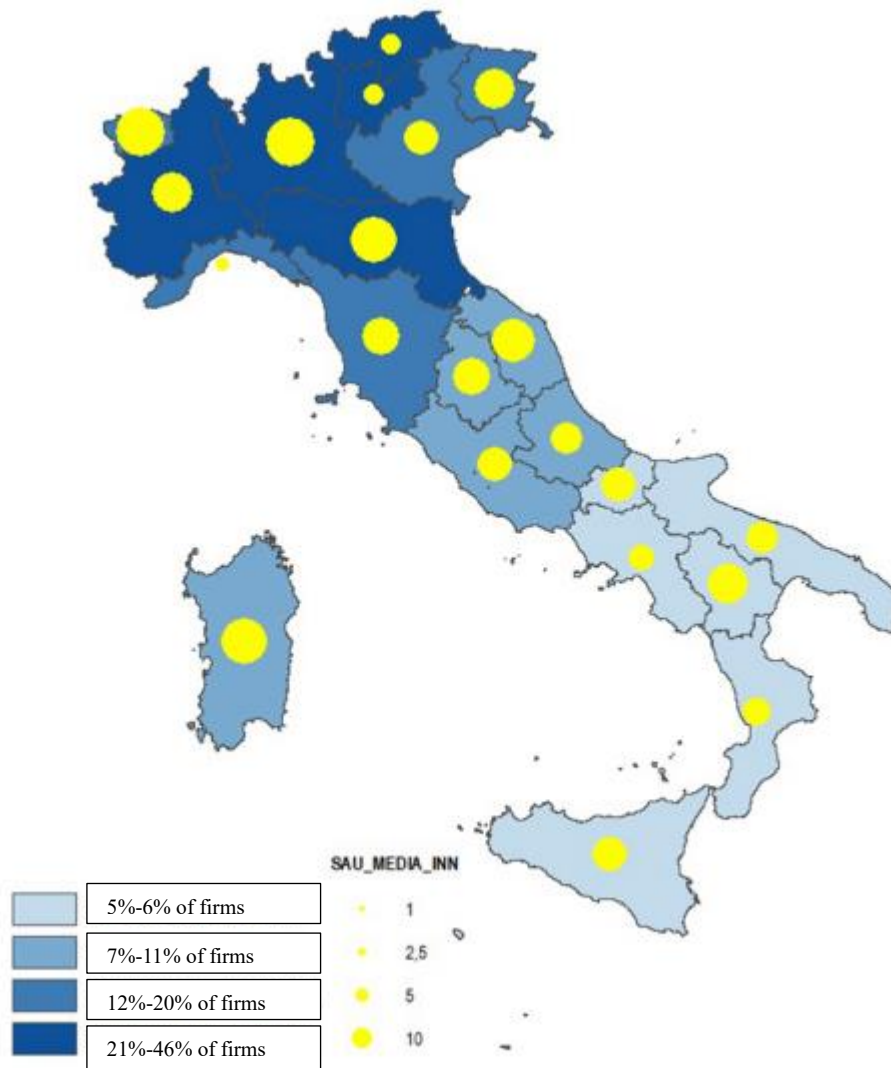 SAU_MEDIA_INN
5%-6% of firms
1
7%-11% of firms
2,5
12%-20% of firms
5
21%-46% of firms
10